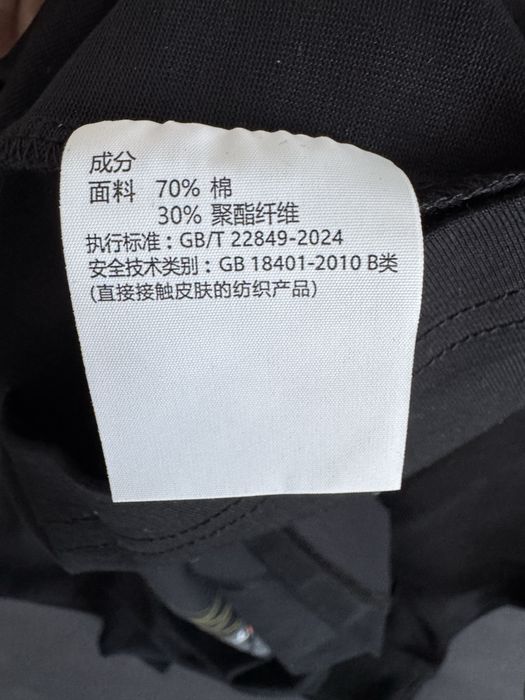 成分
面料 70% 棉
30% 聚酯纤维
执行标准：GB/T 22849-2024
安全技术类别：GB 18401-2010 B类
(直接接触皮肤的纺织产品)